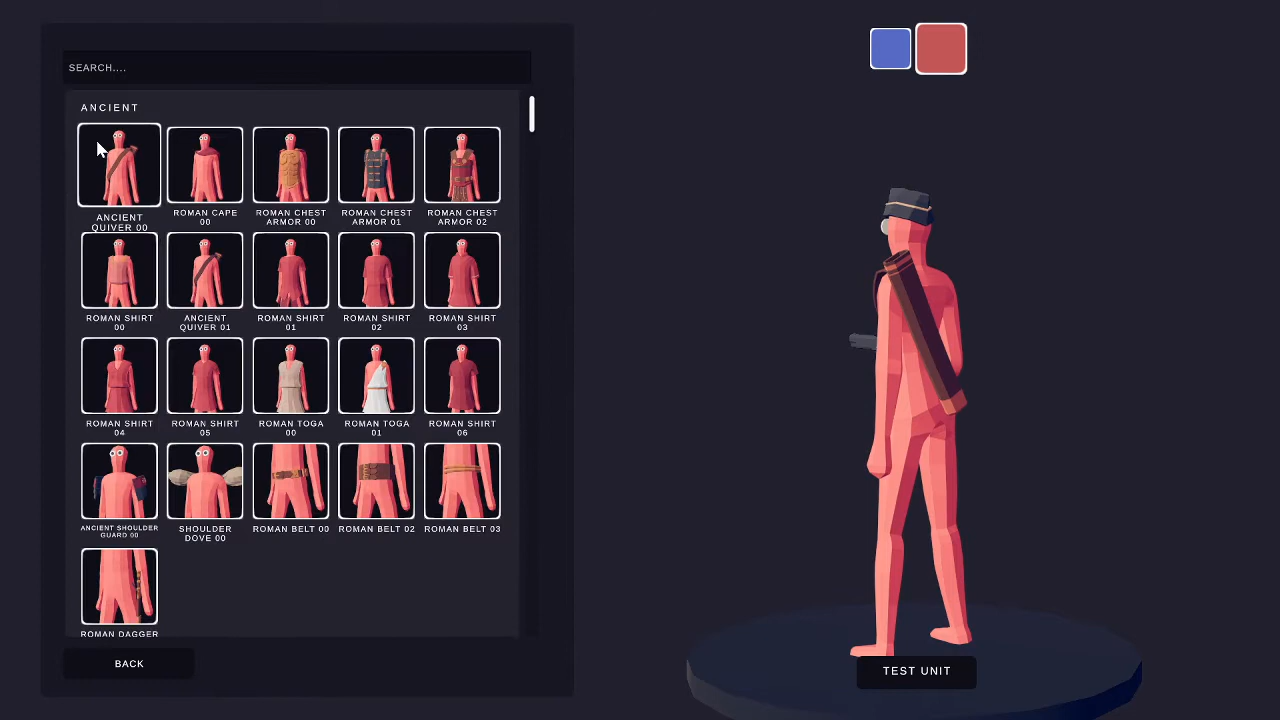 SEARCH....
ANCIENT
ANCIENT
QUIVER 00
ROMAN CAPE
00
ROMAN CHEST
ARMOR 00
ROMAN CHEST
ARMOR 01
ROMAN CHEST
ARMOR 02
ROMAN SHIRT
00
ANCIENT
QUIVER 01
ROMAN SHIRT
01
ROMAN SHIRT
02
ROMAN SHIRT
03
ROMAN SHIRT
04
ROMAN SHIRT
05
ROMAN TOGA
00
ROMAN TOGA
01
ROMAN SHIRT
06
ANCIENT SHOULDER
GUARD 00
SHOULDER
DOVE 00
ROMAN BELT 00
ROMAN BELT 02
ROMAN BELT 03
ROMAN DAGGER
BACK
TEST UNIT